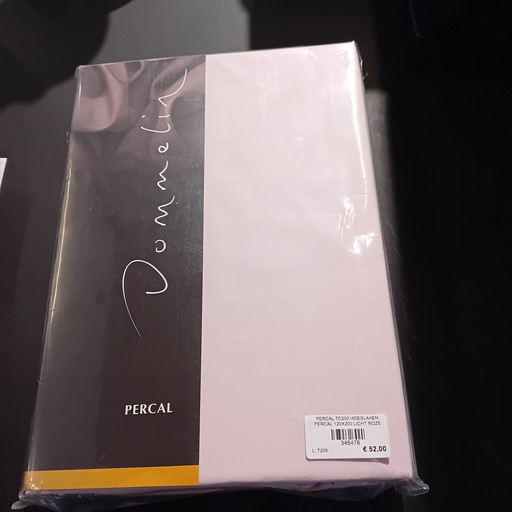 Dommelin
PERCAL
PERCAL TC200 HOESLAKEN
PERCAL 120X200 LICHT ROZE
346476
L: 7209
€ 52,00